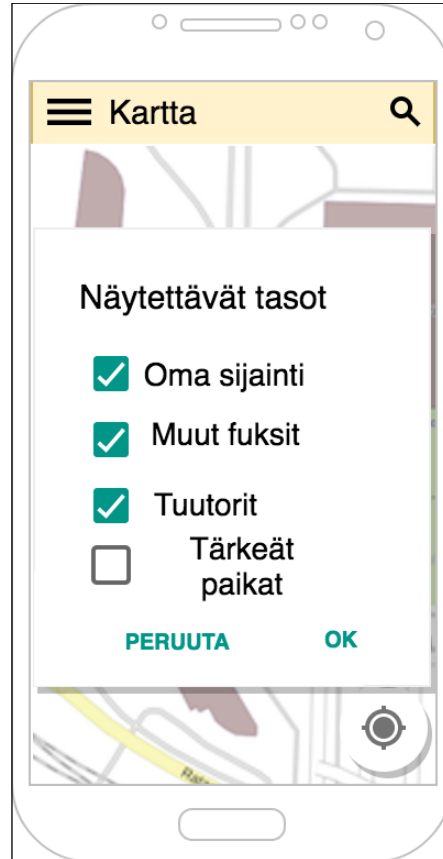 Kartta
Näytettävät tasot
Oma sijainti
Muut fuksit
Tuutorit
Tärkeät
paikat
PERUUTA OK